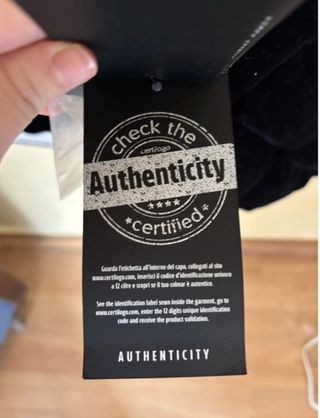 check the
certilogo
Authenticity
certified
Guarda l'etichetta all'interno del capo, collegati al sito
www.certilogo.com, inserisci il codice d'identificazione univoco
a 12 cifre e scopri se il tuo colmar è autentico.
See the identification label sewn inside the garment, go to
www.certilogo.com, enter the 12 digits unique identification
code and receive the product validation.
AUTHENTICITY